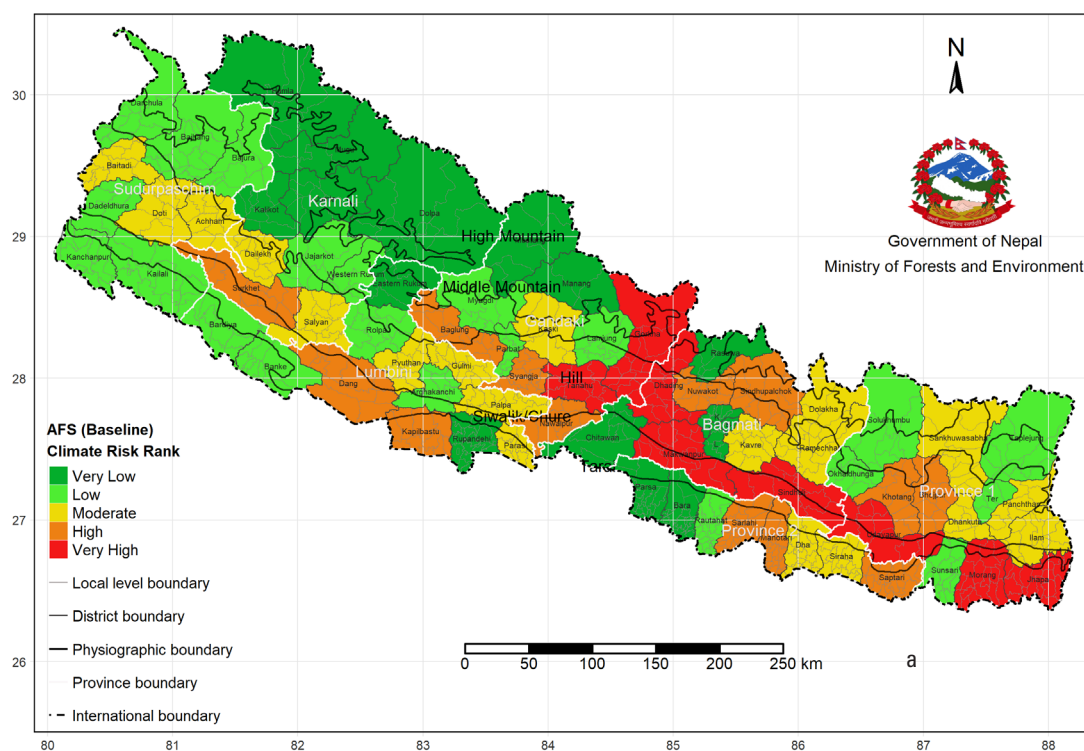 N
30
Humla
Darchula
Bajhang
Mugu
Bajura
Baitadi
Sudurpaschim
Dadeldhura
Doti
Achham
Kalikot
Karnali
Dolpa
29
High Mountain
Government of Nepal
Ministry of Forests and Environment
Kanchanpur
Kailali
Dailekh
Jajarkot
Western Rukum
Eastern Rukum
Manang
Middle Mountain
Myagdi
Surkhet
Salyan
Bardiya
Rolpa
Baglung
Gandaki
Kaski
Lamjung
Parbat
Rasuwa
28
Banke
Dang
Lumbini
Pyuthan
Gulmi
Syangja
Hill
Tanahu
Dhading
Nuwakot
Sindhupalchok
Dolakha
Solukhumbu
Sankhuwasabha
Taplejung
Palpa
Siwalik/Chure
Nawalpur
Bagmati
Kavre
Ramechhap
Okhaldhunga
Kapilbastu
Rupandehi
Parasi
Chitawan
Makwanpur
Khotang
Province 1
Ter
Panchthar
AFS (Baseline)
Climate Risk Rank
Very Low
Low
Moderate
High
Very High
Parsa
Bara
Rautahat
Sarlahi
Province 2
Dha
Siraha
Saptari
Dhankuta
Ilam
Sunsari
Morang
Jhapa
27
Local level boundary
District boundary
Physiographic boundary
Province boundary
International boundary
0 50 100 150 200 250 km
a
26
80 81 82 83 84 85 86 87 88